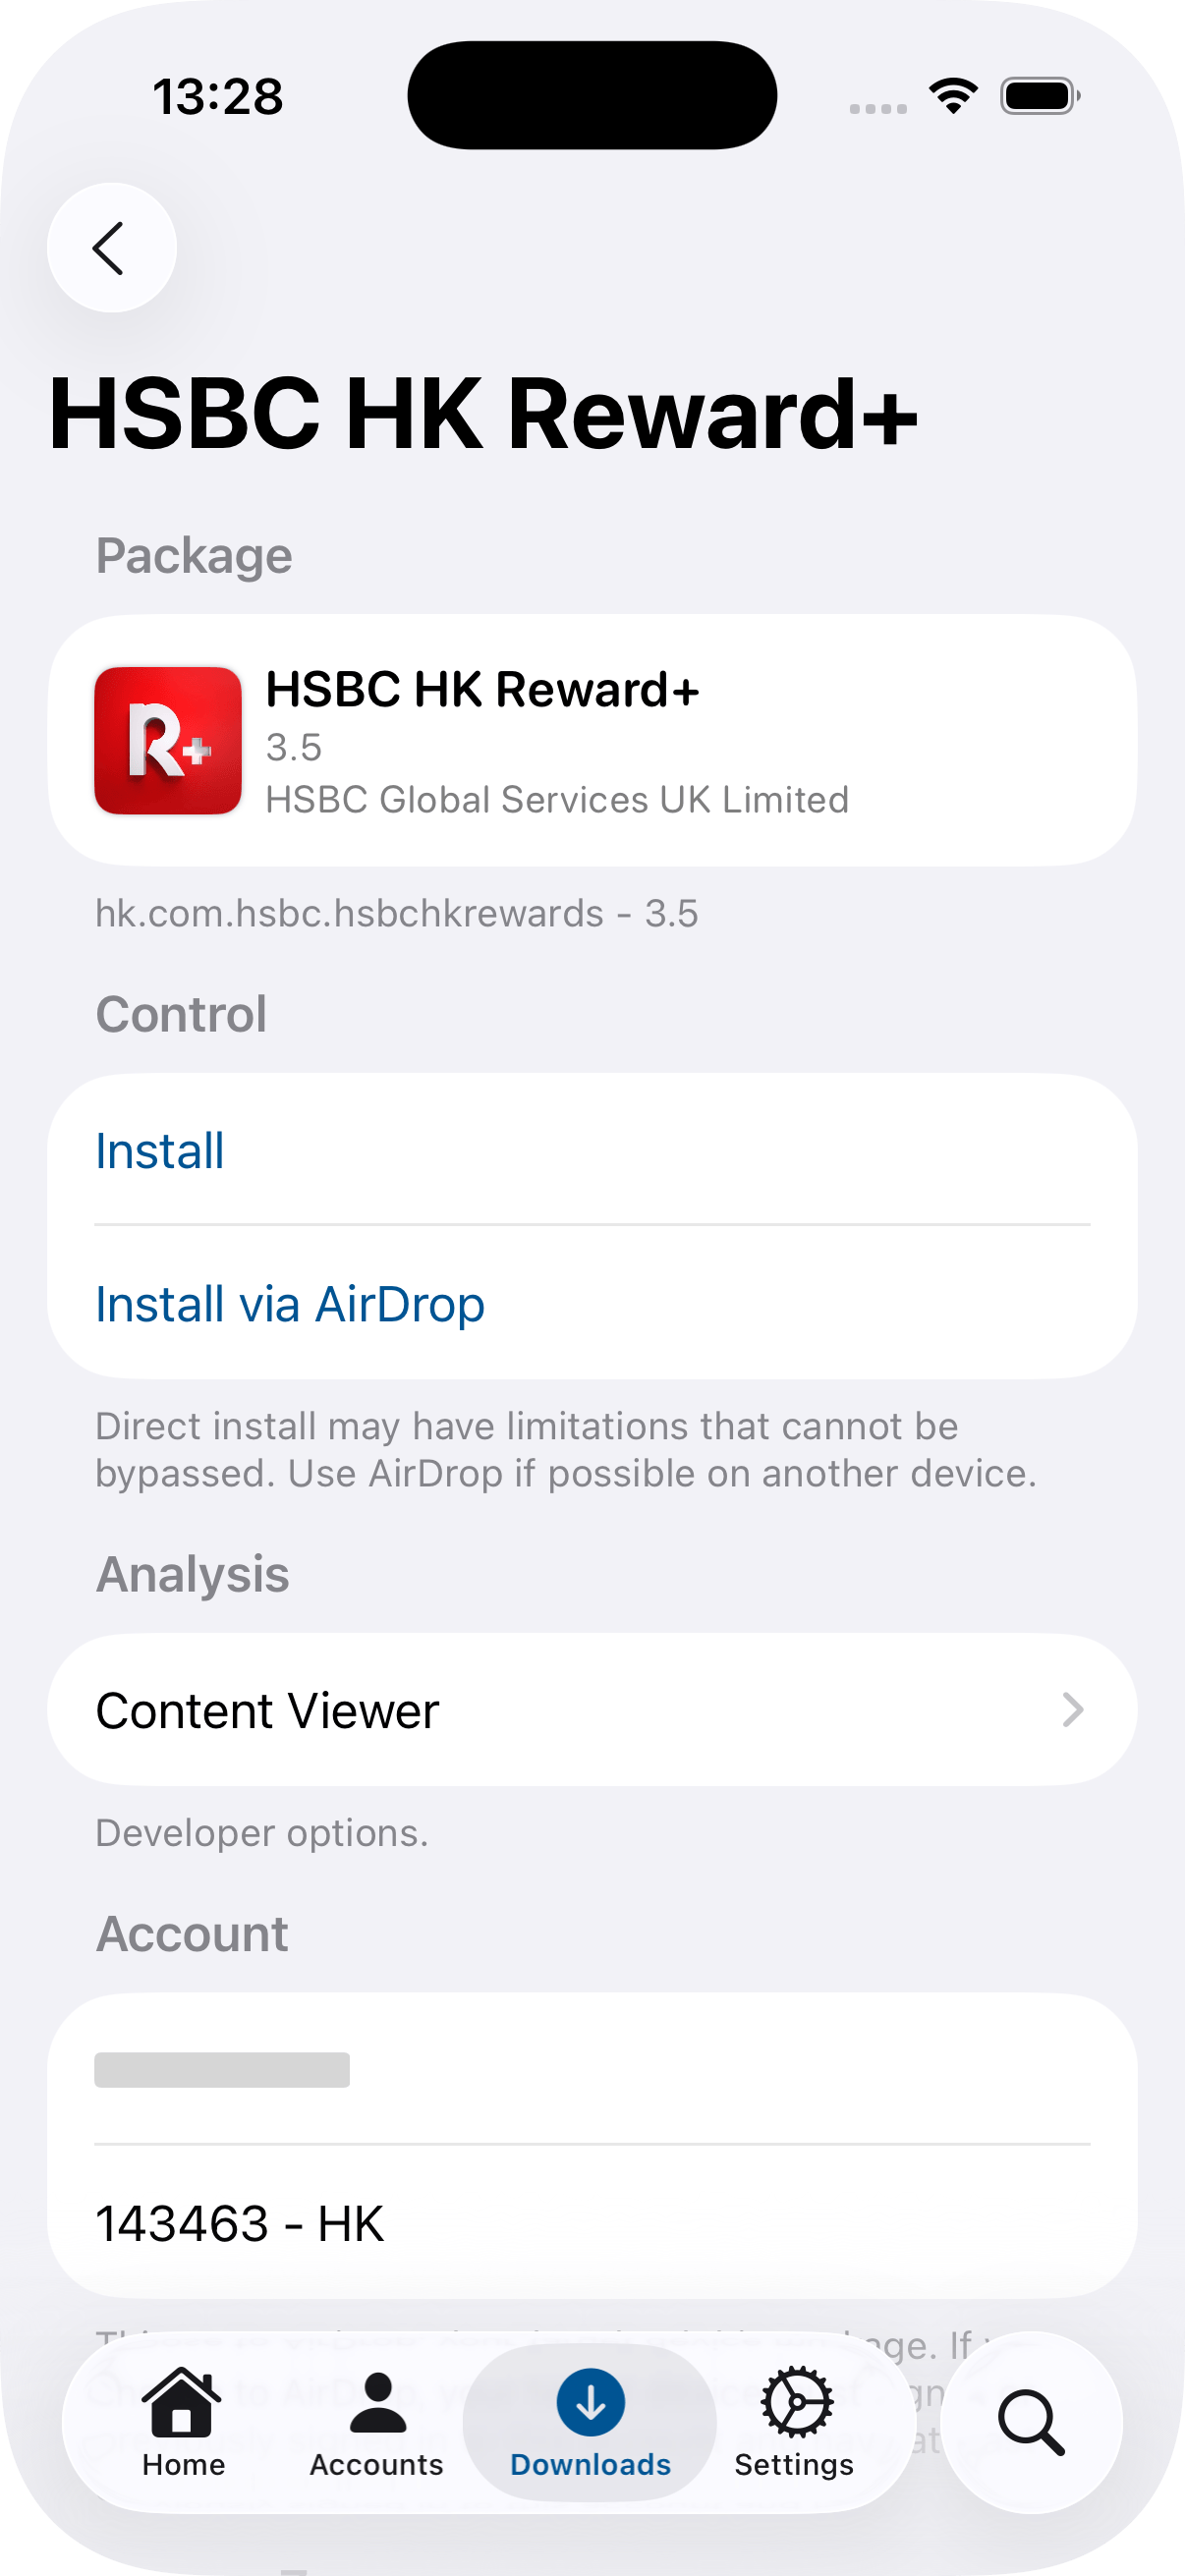 13:28
HSBC HK Reward+
Package
HSBC HK Reward+
3.5
HSBC Global Services UK Limited
hk.com.hsbc.hsbchkrewards - 3.5
Control
Install
Install via AirDrop
Direct install may have limitations that cannot be
bypassed. Use AirDrop if possible on another device.
Analysis
Content Viewer
Developer options.
Account
143463 - HK
If
Home
Accounts
Downloads
Settings